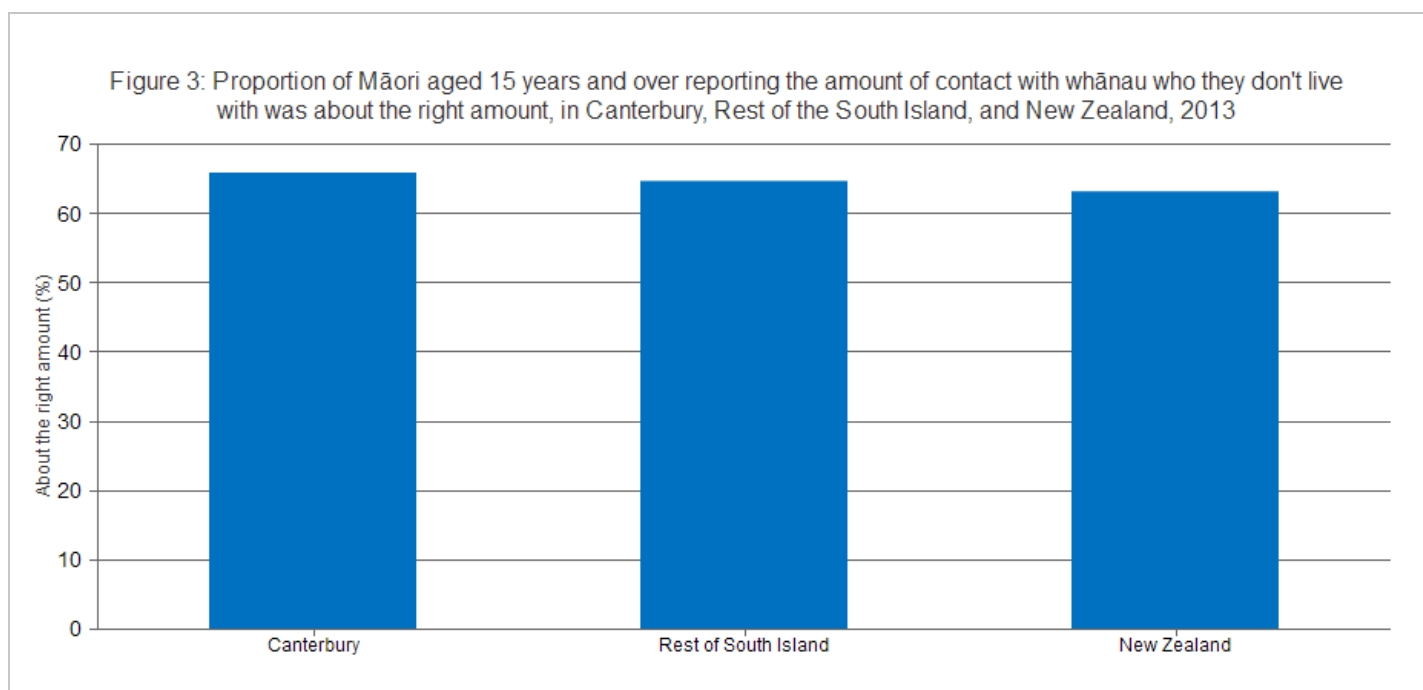 Figure 3: Proportion of Māori aged 15 years and over reporting the amount of contact with whānau who they don't live
with was about the right amount, in Canterbury, Rest of the South Island, and New Zealand, 2013
About the right amount (%)
70
60
50
40
30
20
10
0
Canterbury
Rest of South Island
New Zealand